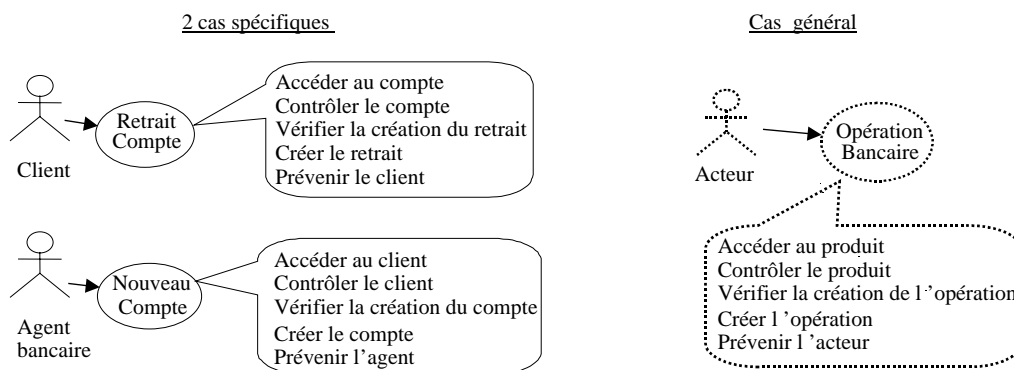 2 cas spécifiques
Client
Retrait
Compte
Accéder au compte
Contrôler le compte
Vérifier la création du retrait
Créer le retrait
Prévenir le client
Agent
bancaire
Nouveau
Compte
Accéder au client
Contrôler le client
Vérifier la création du compte
Créer le compte
Prévenir l'agent
Cas général
Acteur
Opération
Bancaire
Accéder au produit
Contrôler le produit
Vérifier la création de l ’opération
Créer l ’opération
Prévenir l ’acteur